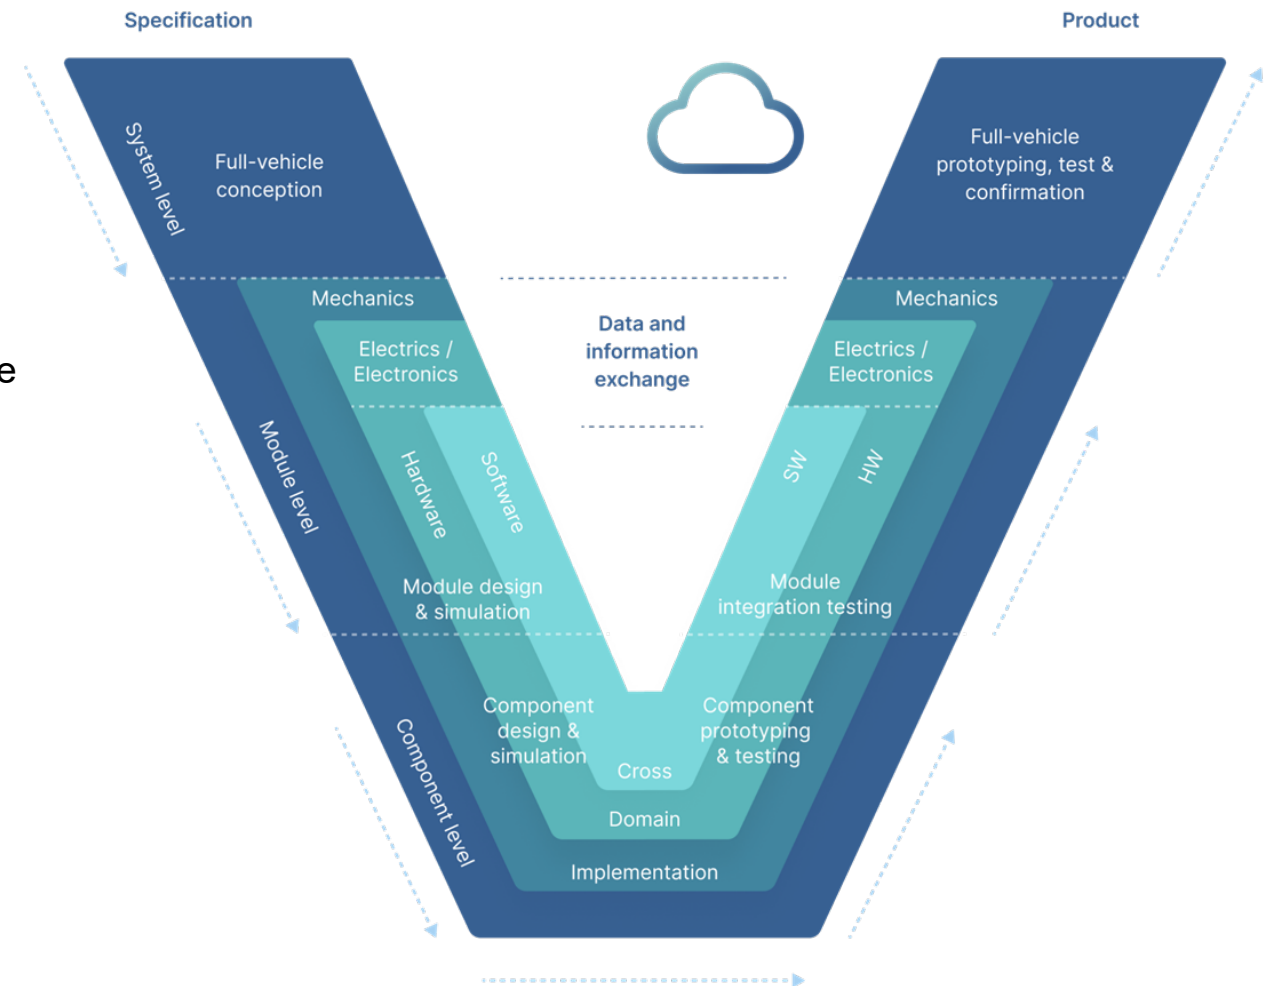 Specification
Product
System level
Full-vehicle
conception
Full-vehicle
prototyping, test &
confirmation
Mechanics
Mechanics
Data and
information
exchange
Electrics /
Electronics
Electrics /
Electronics
e
Module level
Hardware
Software
SW
HW
Module design
& simulation
Module
integration testing
Component level
Component
design &
simulation
Component
prototyping
& testing
Cross
Domain
Implementation